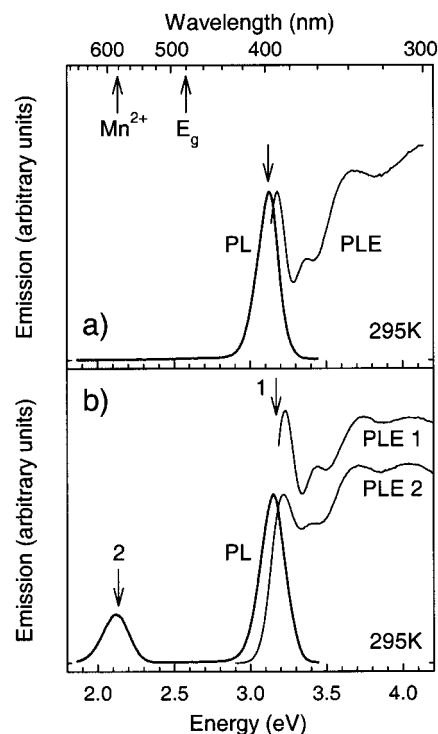 Wavelength (nm)
600 500 400 300
Mn2+ Eg
PL PLE
a) 295K
Emission (arbitrary units)
b) 1
PLE 1
PLE 2
2 PL
295K
Emission (arbitrary units)
2.0 2.5 3.0 3.5 4.0
Energy (eV)